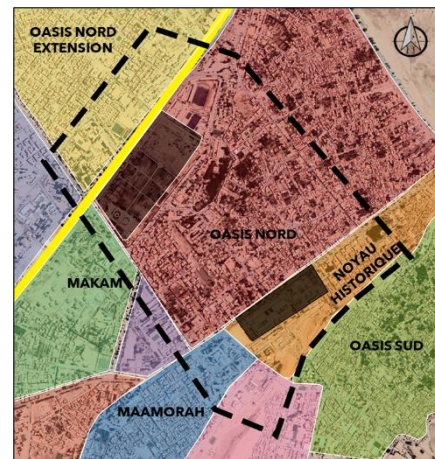 OASIS NORD
EXTENSION
OASIS NORD
NOYAU
HISTORIQUE
MAKAM
OASIS SUD
MAAMORAH